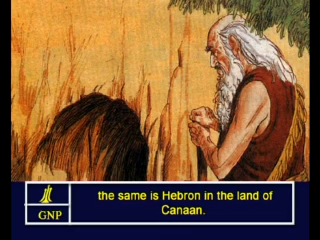 the same is Hebron in the land of
Canaan.
GNP